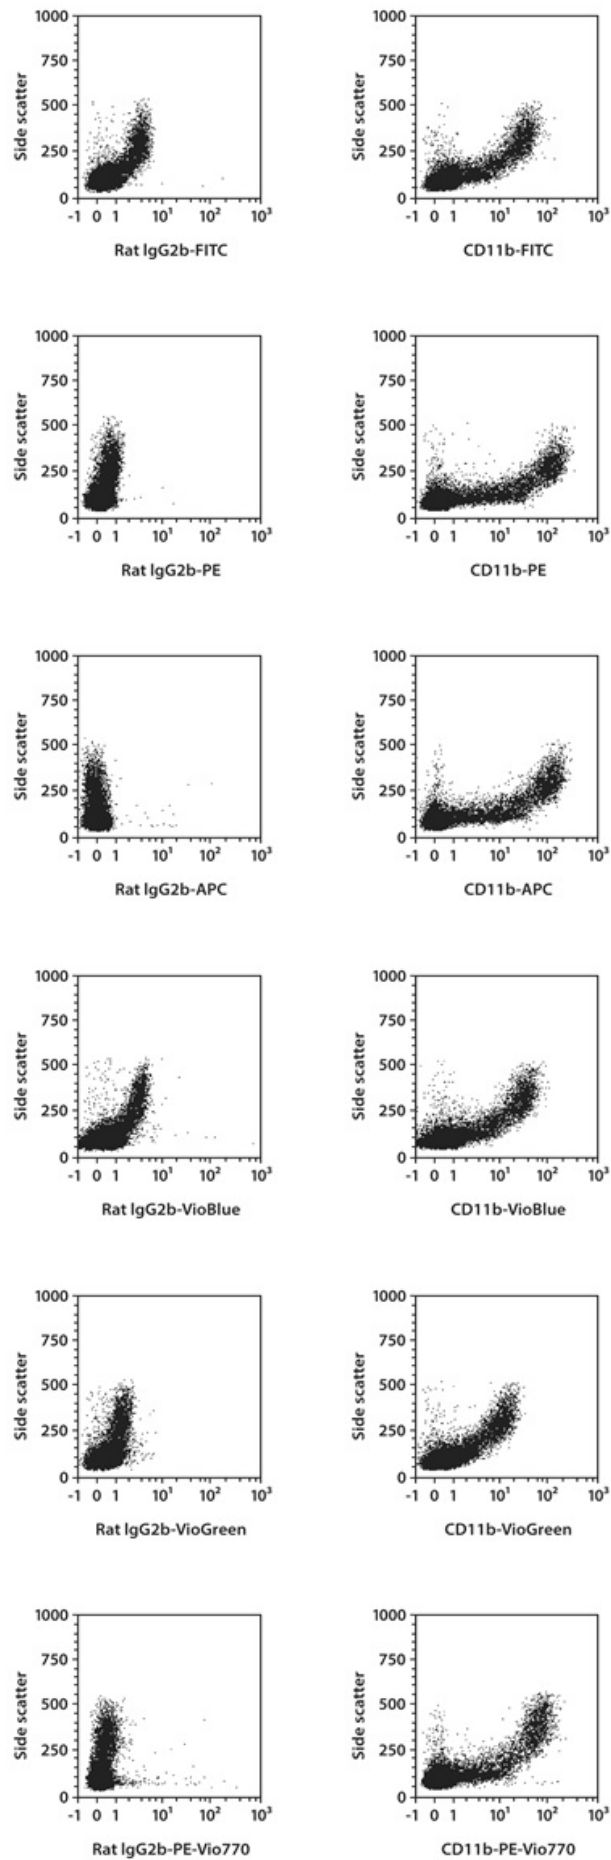 1000 1000
750 750
Side scatter 500 Side scatter 500
250 250
0 0
-1 0 1 10¹ 10² 10³ -1 0 1 10¹ 10² 10³
Rat IgG2b-FITC CD11b-FITC
1000 1000
750 750
Side scatter 500 Side scatter 500
250 250
0 0
-1 0 1 10¹ 10² 10³ -1 0 1 10¹ 10² 10³
Rat IgG2b-PE CD11b-PE
1000 1000
750 750
Side scatter 500 Side scatter 500
250 250
0 0
-1 0 1 10¹ 10² 10³ -1 0 1 10¹ 10² 10³
Rat IgG2b-APC CD11b-APC
1000 1000
750 750
Side scatter 500 Side scatter 500
250 250
0 0
-1 0 1 10¹ 10² 10³ -1 0 1 10¹ 10² 10³
Rat IgG2b-VioBlue CD11b-VioBlue
1000 1000
750 750
Side scatter 500 Side scatter 500
250 250
0 0
-1 0 1 10¹ 10² 10³ -1 0 1 10¹ 10² 10³
Rat IgG2b-VioGreen CD11b-VioGreen
1000 1000
750 750
Side scatter 500 Side scatter 500
250 250
0 0
-1 0 1 10¹ 10² 10³ -1 0 1 10¹ 10² 10³
Rat IgG2b-PE-Vio770 CD11b-PE-Vio770